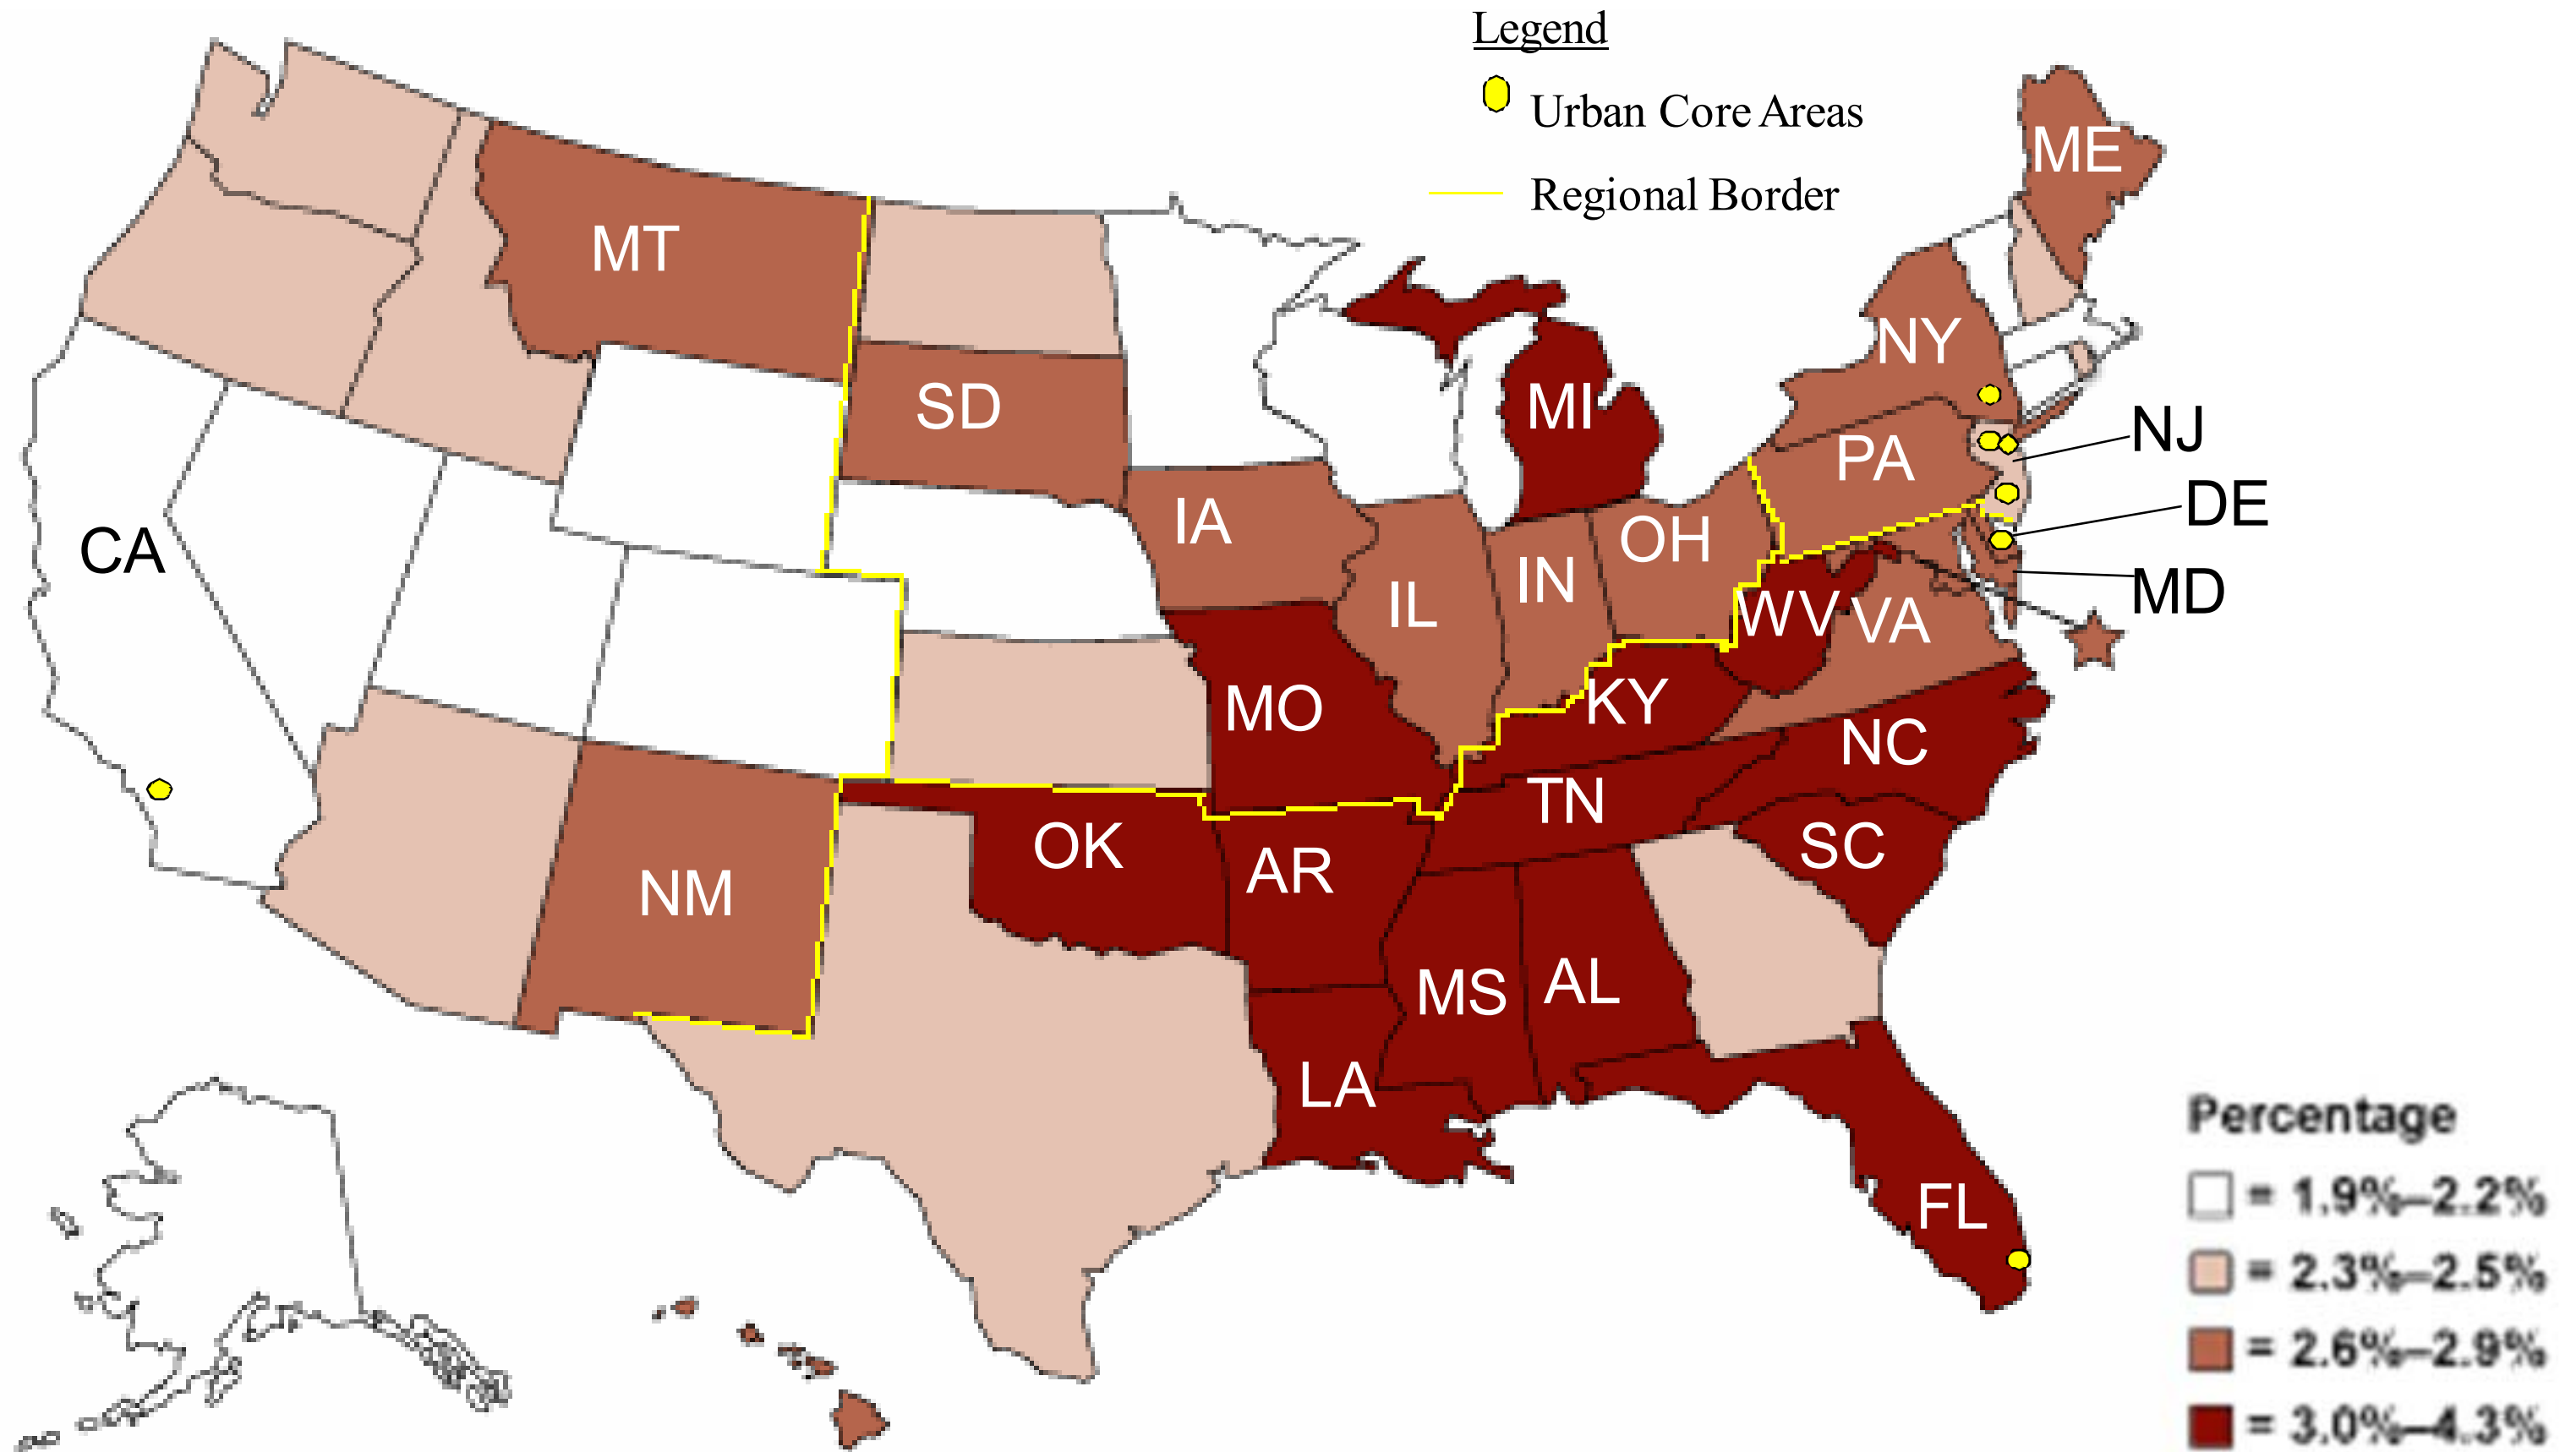 Legend
Urban Core Areas
Regional Border
ME
MT
NY
SD
MI
NJ
PA
DE
IA
OH
CA
IN
IL
MD
WV
VA
MO
KY
NC
TN
OK
SC
AR
NM
MS
AL
LA
FL
Percentage
= 1.9%–2.2%
= 2.3%–2.5%
= 2.6%–2.9%
= 3.0%–4.3%